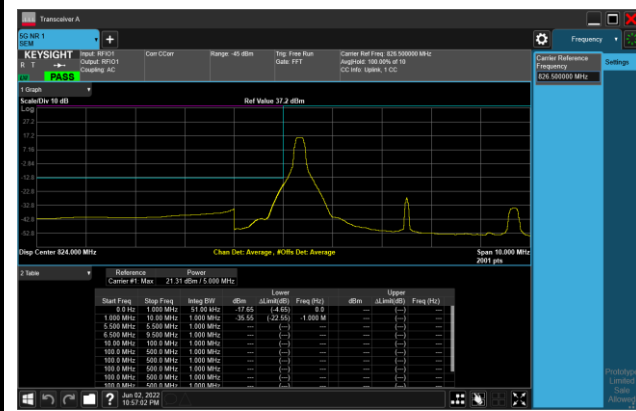 Transceiver A
5G NR 1
SEM
+
Frequency
KEYSIGHT
R T
PASS
Input: RFIO1
Output: RFIO1
Coupling: AC
Corr CCorr
Range: -45 dBm
Trig: Free Run
Gate: FFT
Carrier Ref Freq: 826.500000 MHz
Avg|Hold: 100.00% of 10
CC Info: Uplink, 1 CC
Carrier Reference
Frequency
826.500000 MHz
Settings
1 Graph
Scale/Div 10 dB
Ref Value 37.2 dBm
Log
27.2
17.2
7.16
-2.84
-12.8
-22.8
-32.8
-42.8
-52.8
Disp Center 824.000 MHz
Chan Det: Average , #Offs Det: Average
Span 10.000 MHz
2001 pts
2 Table
Reference Power
Carrier #1: Max 21.31 dBm / 5.000 MHz
Lower Upper
Start Freq Stop Freq Integ BW dBm ΔLimit(dB) Freq (Hz) dBm ΔLimit(dB) Freq (Hz)
0.0 Hz 1.000 MHz 51.00 kHz -17.65 (-4.65) 0.0 --- (---) ---
1.000 MHz 10.00 MHz 1.000 MHz -35.55 (-22.55) -1.000 M --- (---) ---
5.500 MHz 5.500 MHz 1.000 MHz --- (---) --- --- (---) ---
6.500 MHz 9.500 MHz 1.000 MHz --- (---) --- --- (---) ---
10.00 MHz 100.0 MHz 1.000 MHz --- (---) --- --- (---) ---
100.0 MHz 500.0 MHz 1.000 MHz --- (---) --- --- (---) ---
100.0 MHz 500.0 MHz 1.000 MHz --- (---) --- --- (---) ---
100.0 MHz 500.0 MHz 1.000 MHz --- (---) --- --- (---) ---
100.0 MHz 500.0 MHz 1.000 MHz --- (---) --- --- (---) ---
?
Jun 02, 2022
10:57:02 PM
Prototype
Limited
Sale
Allowed